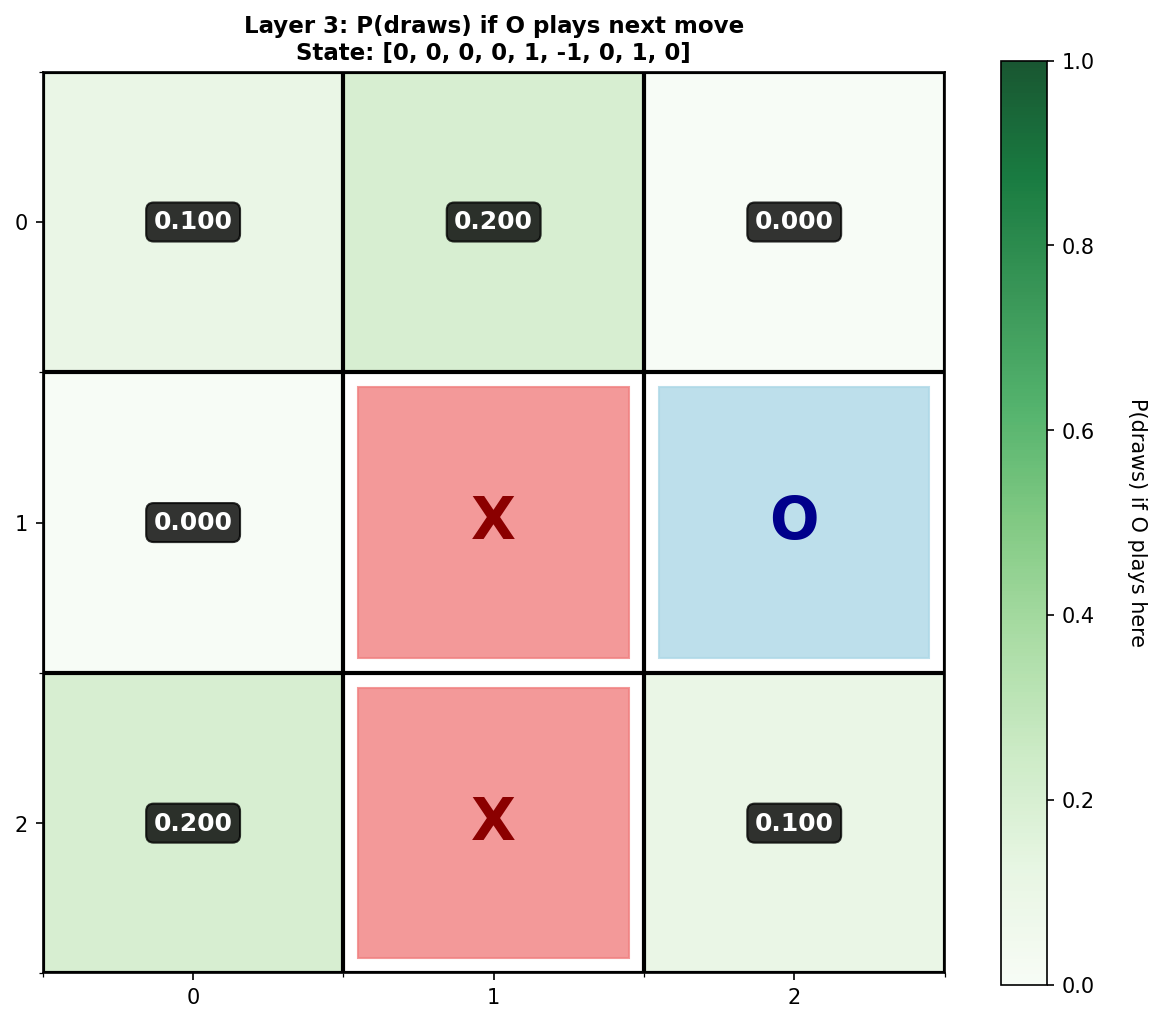 Layer 3: P(draws) if O plays next move
State: [0, 0, 0, 0, 1, -1, 0, 1, 0]
0.100 0.200 0.000
0
0.000 X O
1
0.200 X 0.100
2
0 1 2
1.0
0.8
0.6
0.4
0.2
0.0
P(draws) if O plays here